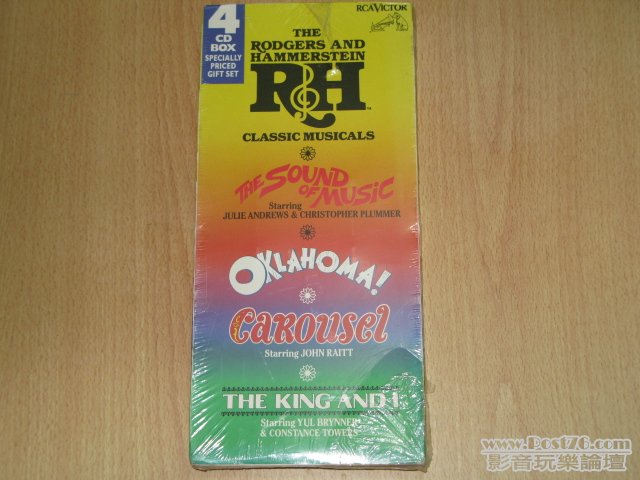 4
CD
BOX
SPECIALLY
PRICED
GIFT SET
RCA VICTOR
THE
RODGERS AND
HAMMERSTEIN
R&H
TM
CLASSIC MUSICALS
THE SOUND
OF MUSIC
Starring
JULIE ANDREWS & CHRISTOPHER PLUMMER
OKLAHOMA!
CAROUSEL
Starring JOHN RAITT
THE KING AND I
Starring YUL BRYNNER
& CONSTANCE TOWERS
www.Post76.com
影音玩樂論壇